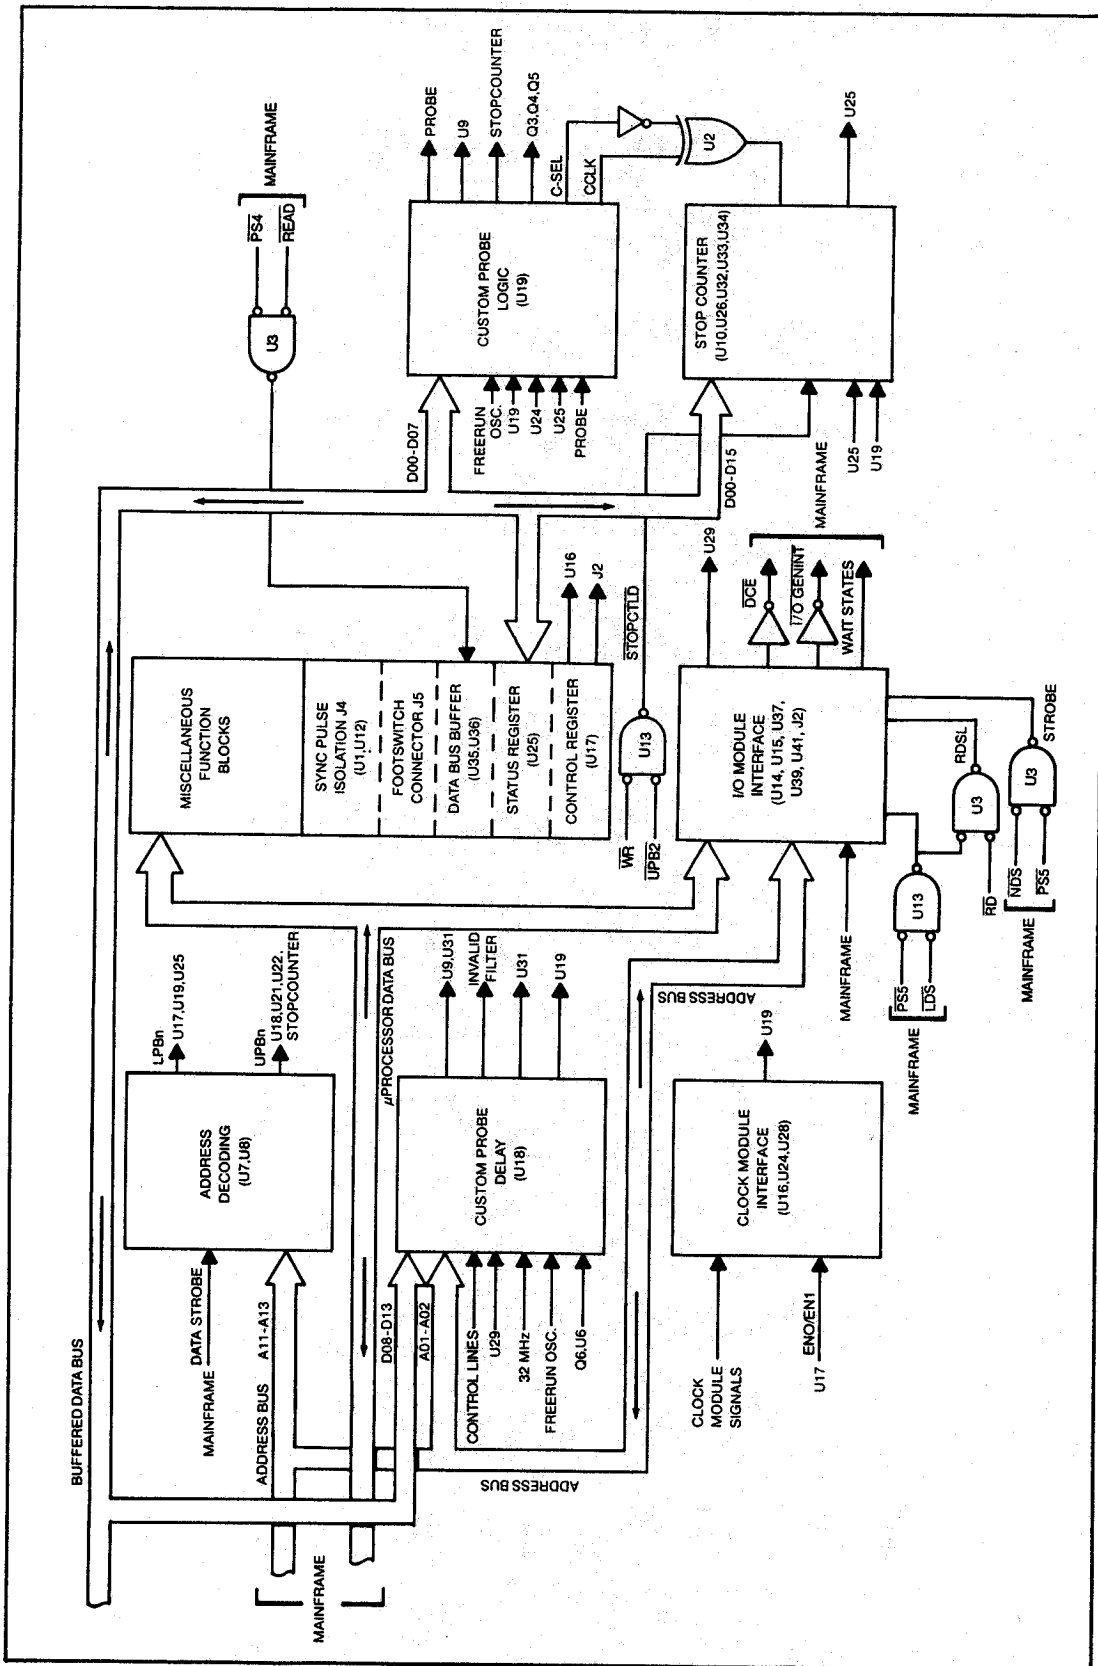 BUFFERED DATA BUS
MAINFRAME
MAINFRAME
DATA STROBE
ADDRESS BUS
A11-A13
ADDRESS
DECODING
(U7,U8)
LPBn
U17,U19,U25
UPBn
U18,U21,U22,
STOPCOUNTER
µPROCESSOR DATA BUS
MISCELLANEOUS
FUNCTION
BLOCKS
SYNC PULSE
ISOLATION J4
(U1,U12)
FOOTSWITCH
CONNECTOR J5
DATA BUS BUFFER
(U35,U36)
STATUS REGISTER
(U25)
CONTROL REGISTER
(U17)
U16
J2
U3
PS4
READ
MAINFRAME
D08-D13
A01-A02
CONTROL LINES
U29
32 MHz
FREERUN OSC.
Q6,U6
CUSTOM PROBE
DELAY
(U18)
U9,U31
INVALID
FILTER
U31
U19
ADDRESS BUS
ADDRESS BUS
D00-D07
FREERUN
OSC.
U19
U24
U25
PROBE
CUSTOM PROBE
LOGIC
(U19)
PROBE
U9
STOPCOUNTER
Q3,Q4,Q5
C-SEL
CCLK
U2
WR
UPB2
U13
STOPCTLD
D00-D15
MAINFRAME
U25
U19
STOP COUNTER
(U10,U26,U32,U33,U34)
U25
CLOCK
MODULE
SIGNALS
U17
ENO/EN1
CLOCK MODULE
INTERFACE
(U16,U24,U28)
U19
MAINFRAME
I/O MODULE
INTERFACE
(U14, U15, U37,
U39, U41, J2)
U29
DCE
I/O GENINT
WAIT STATES
PS5
LDS
MAINFRAME
U13
RD
U3
RDSL
NDS
PS5
MAINFRAME
U3
STROBE